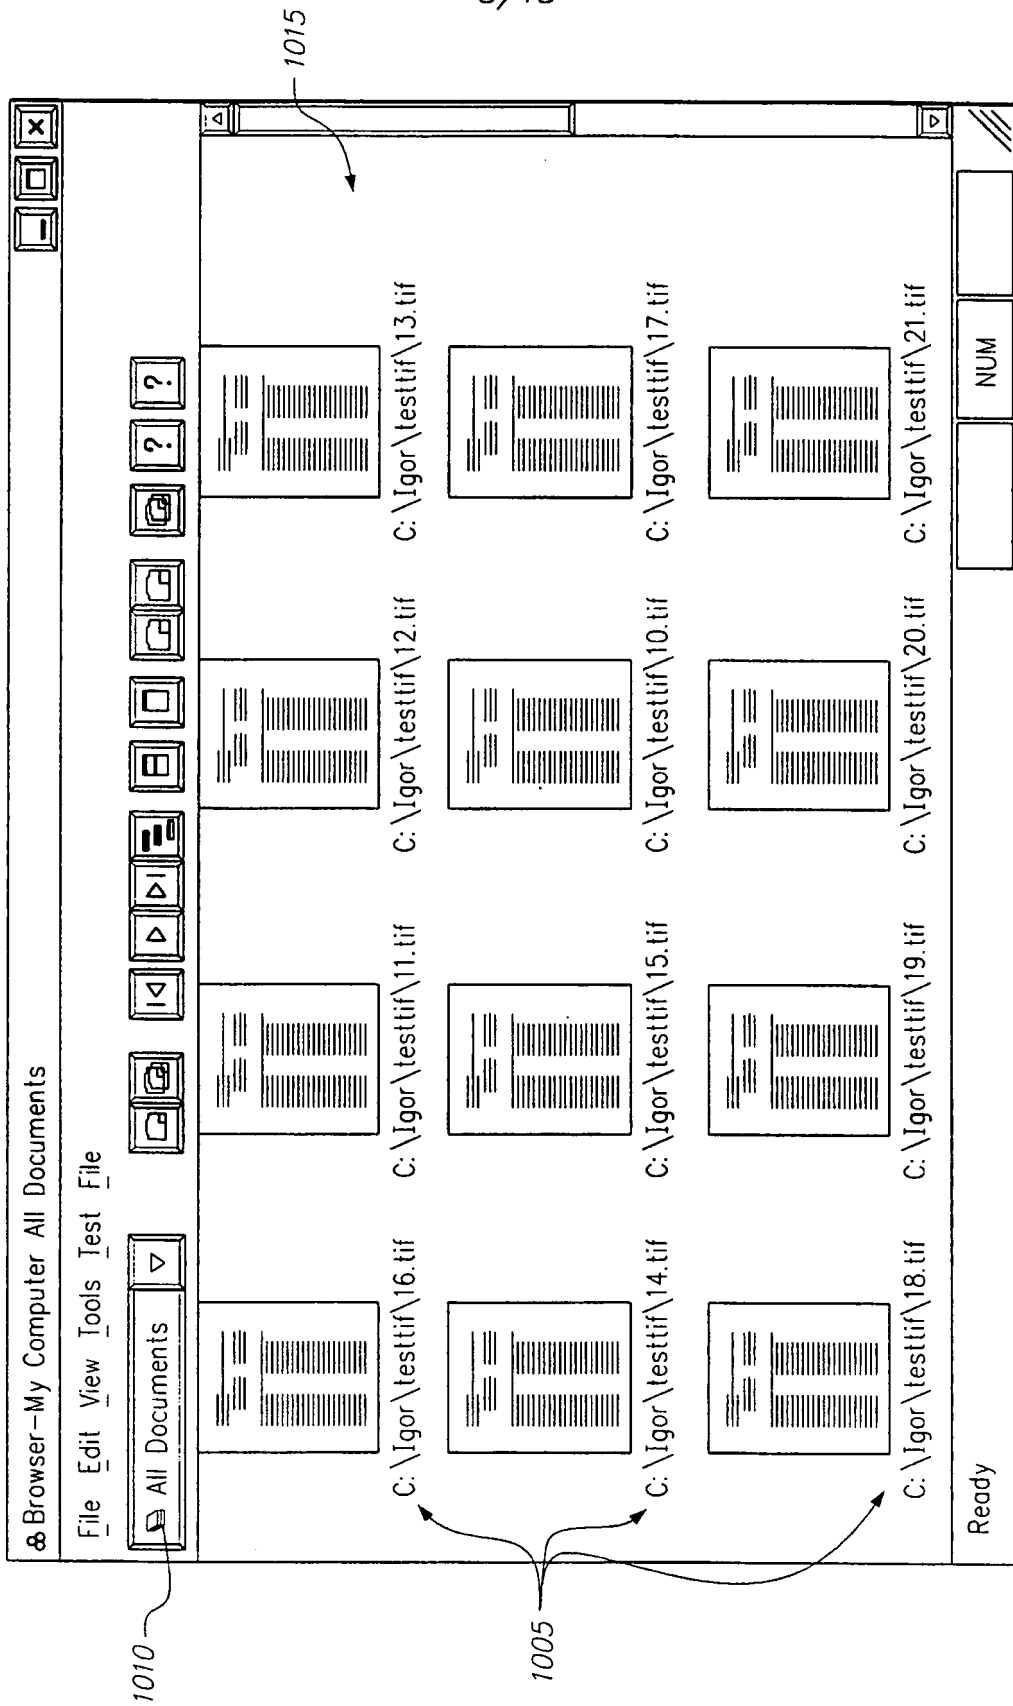 1015
& Browser-My Computer All Documents
File Edit View Tools Test File
1010
All Documents
? ?
C:\Igor\testtif\16.tif C:\Igor\testtif\11.tif C:\Igor\testtif\12.tif C:\Igor\testtif\13.tif
C:\Igor\testtif\14.tif C:\Igor\testtif\15.tif C:\Igor\testtif\10.tif C:\Igor\testtif\17.tif
1005
C:\Igor\testtif\18.tif C:\Igor\testtif\19.tif C:\Igor\testtif\20.tif C:\Igor\testtif\21.tif
Ready
NUM